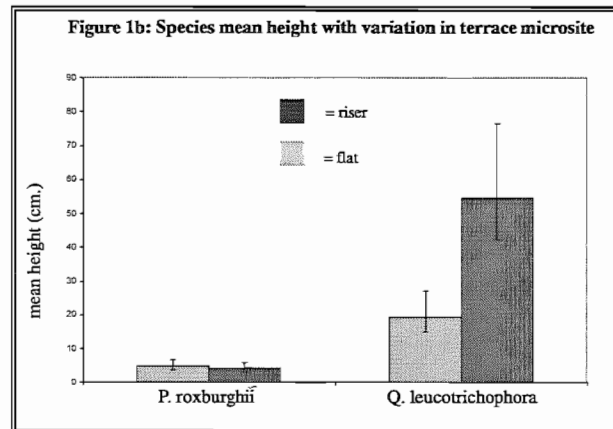 Figure 1b: Species mean height with variation in terrace microsite
90
80
70
60
50
40
30
20
10
0
mean height (cm.)
= riser
= flat
P. roxburghii
Q. leucotrichophora